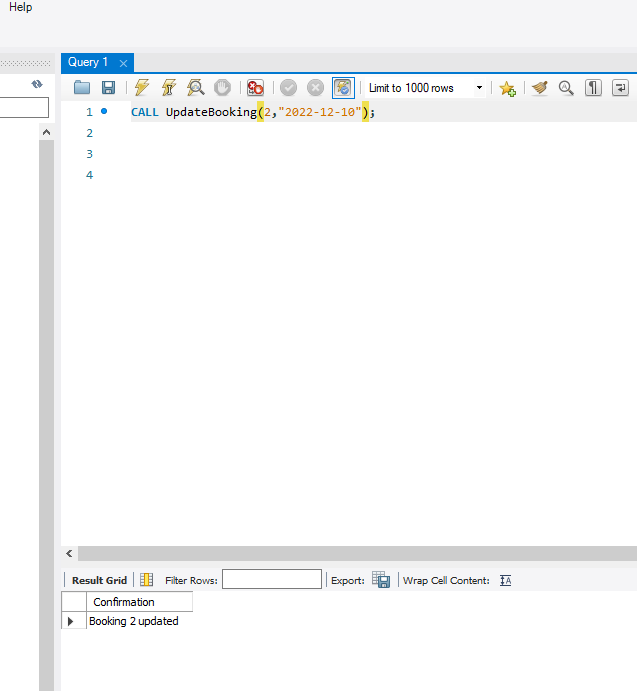 Help
Query 1
Limit to 1000 rows
1 CALL UpdateBooking(2,"2022-12-10");
2
3
4
Result Grid Filter Rows: Export: Wrap Cell Content:
Confirmation
Booking 2 updated